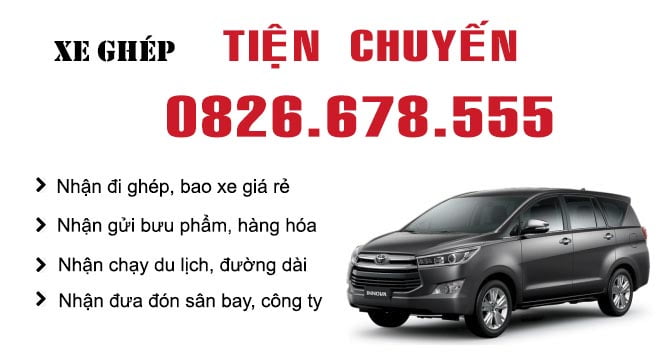 XE GHÉP TIỆN CHUYẾN
0826.678.555
Nhận đi ghép, bao xe giá rẻ
Nhận gửi bưu phẩm, hàng hóa
Nhận chạy du lịch, đường dài
Nhận đưa đón sân bay, công ty
INNOVA